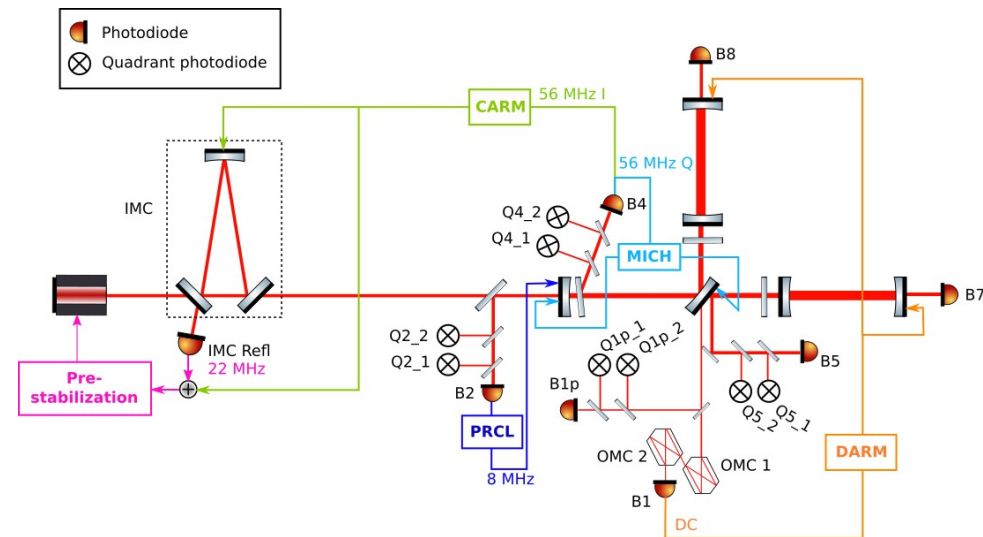 Photodiode
Quadrant photodiode
B8
CARM
56 MHz I
56 MHz Q
IMC
Q4_2
B4
Q4_1
MICH
B7
Q2_2
Q1p_1
Q1p_2
IMC Refl
22 MHz
Q2_1
B5
Pre-
stabilization
B2
B1p
Q5_2
Q5_1
PRCL
OMC 2
OMC 1
DARM
8 MHz
B1
DC